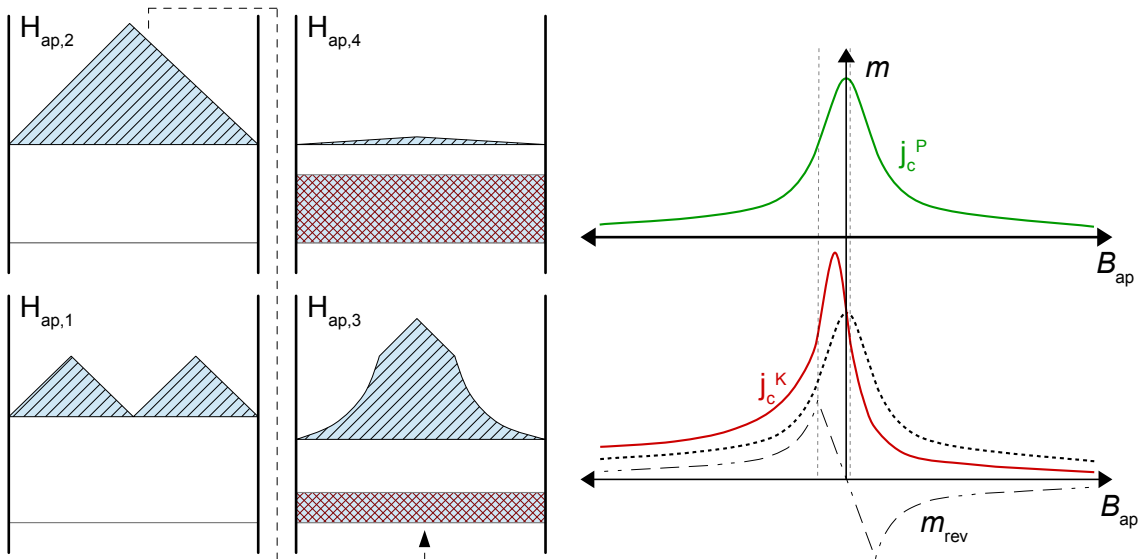 H_ap,2
H_ap,4
H_ap,1
H_ap,3
m
j_c^P
B_ap
j_c^K
B_ap
m_rev